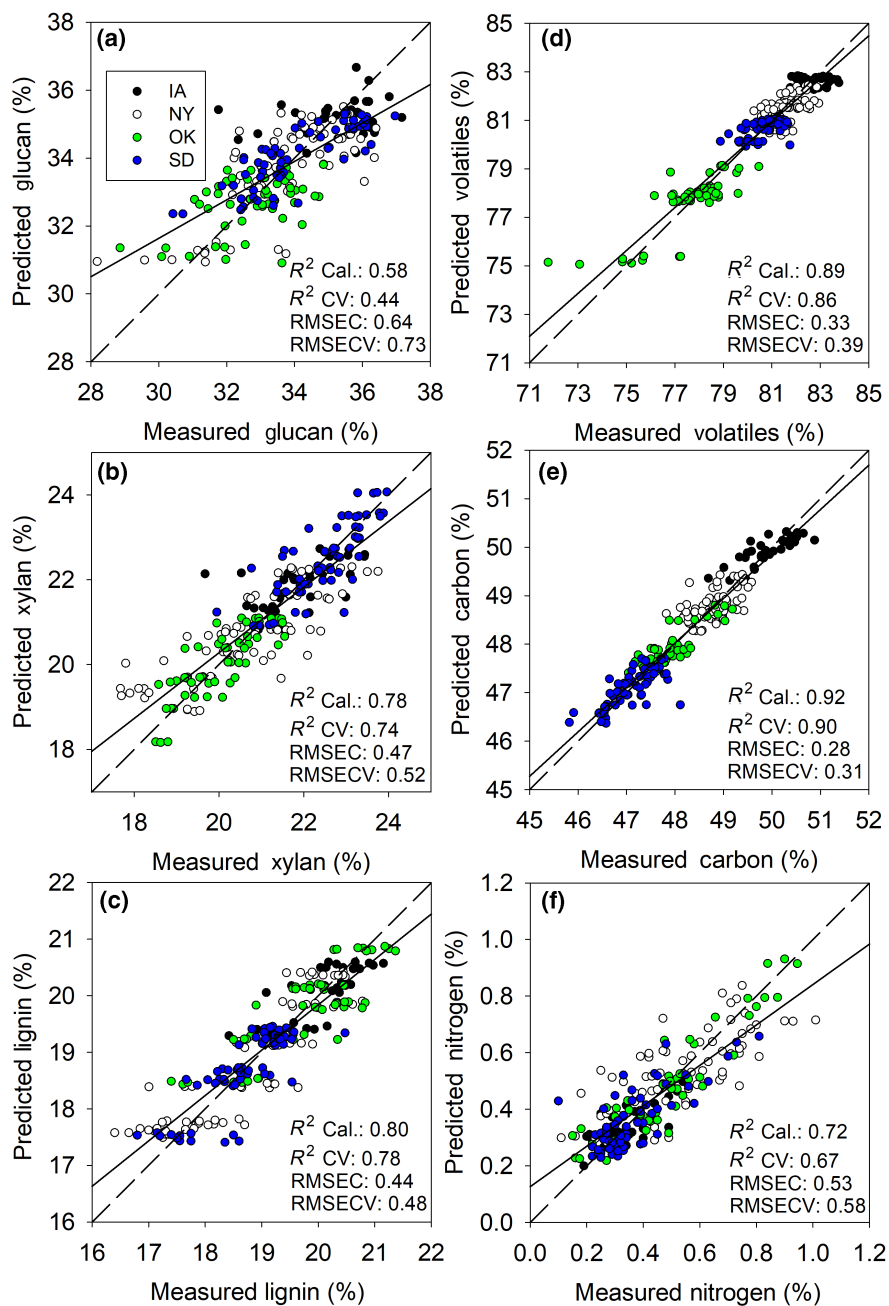 (a)
IA
NY
OK
SD
38
36
34
32
30
28
Predicted glucan (%)
R² Cal.: 0.58
R² CV: 0.44
RMSEC: 0.64
RMSECV: 0.73
28 30 32 34 36 38
Measured glucan (%)
(d)
85
83
81
79
77
75
73
71
Predicted volatiles (%)
R² Cal.: 0.89
R² CV: 0.86
RMSEC: 0.33
RMSECV: 0.39
71 73 75 77 79 81 83 85
Measured volatiles (%)
(b)
24
22
20
18
Predicted xylan (%)
R² Cal.: 0.78
R² CV: 0.74
RMSEC: 0.47
RMSECV: 0.52
18 20 22 24
Measured xylan (%)
(e)
52
51
50
49
48
47
46
45
Predicted carbon (%)
R² Cal.: 0.92
R² CV: 0.90
RMSEC: 0.28
RMSECV: 0.31
45 46 47 48 49 50 51 52
Measured carbon (%)
(c)
22
21
20
19
18
17
16
Predicted lignin (%)
R² Cal.: 0.80
R² CV: 0.78
RMSEC: 0.44
RMSECV: 0.48
16 17 18 19 20 21 22
Measured lignin (%)
(f)
1.2
1.0
0.8
0.6
0.4
0.2
0.0
Predicted nitrogen (%)
R² Cal.: 0.72
R² CV: 0.67
RMSEC: 0.53
RMSECV: 0.58
0.0 0.2 0.4 0.6 0.8 1.0 1.2
Measured nitrogen (%)